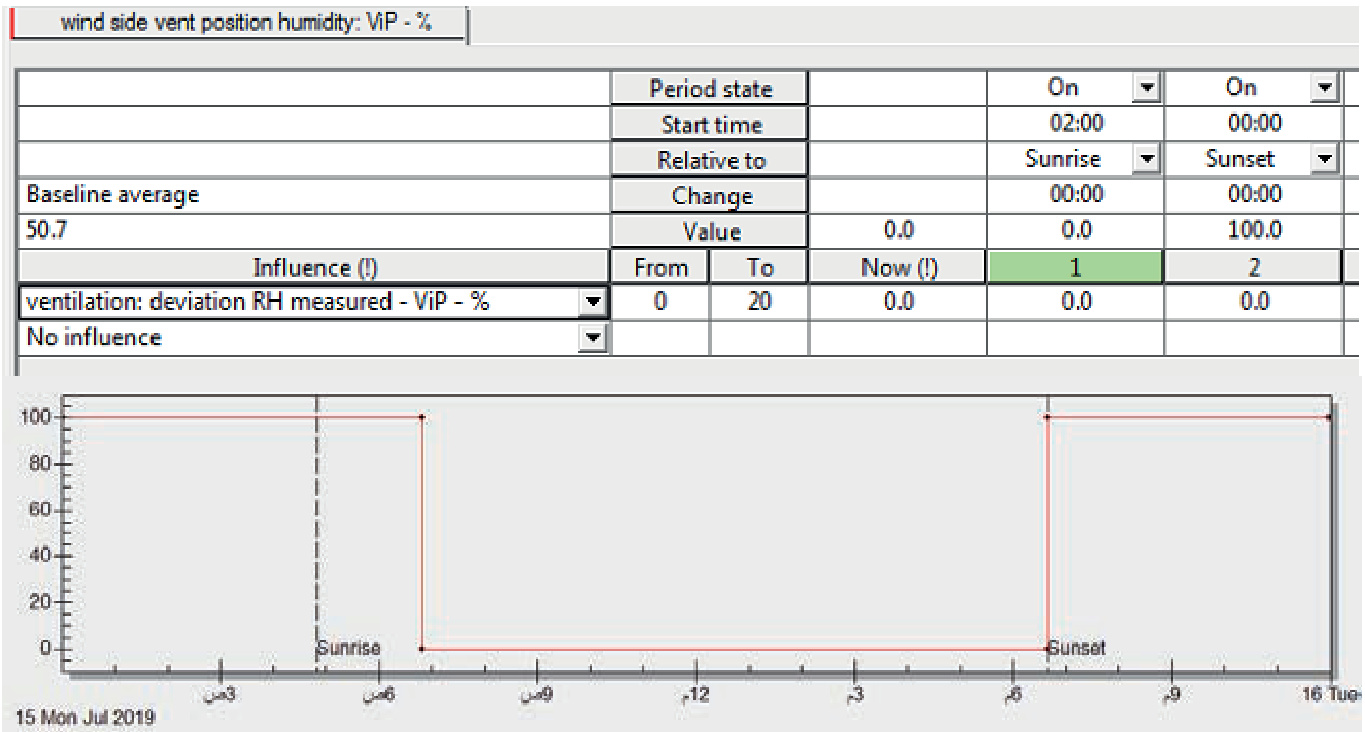 wind side vent position humidity: ViP - %
Period state On On
Start time 02:00 00:00
Relative to Sunrise Sunset
Baseline average Change 00:00 00:00
50.7 Value 0.0 0.0 100.0
Influence (!) From To Now (!) 1 2
ventilation: deviation RH measured - ViP - % 0 20 0.0 0.0 0.0
No influence
100
80
60
40
20
0
Sunrise Sunset
3ص 6ص 9ص 12م 3م 6م 9م 16 Tue
15 Mon Jul 2019